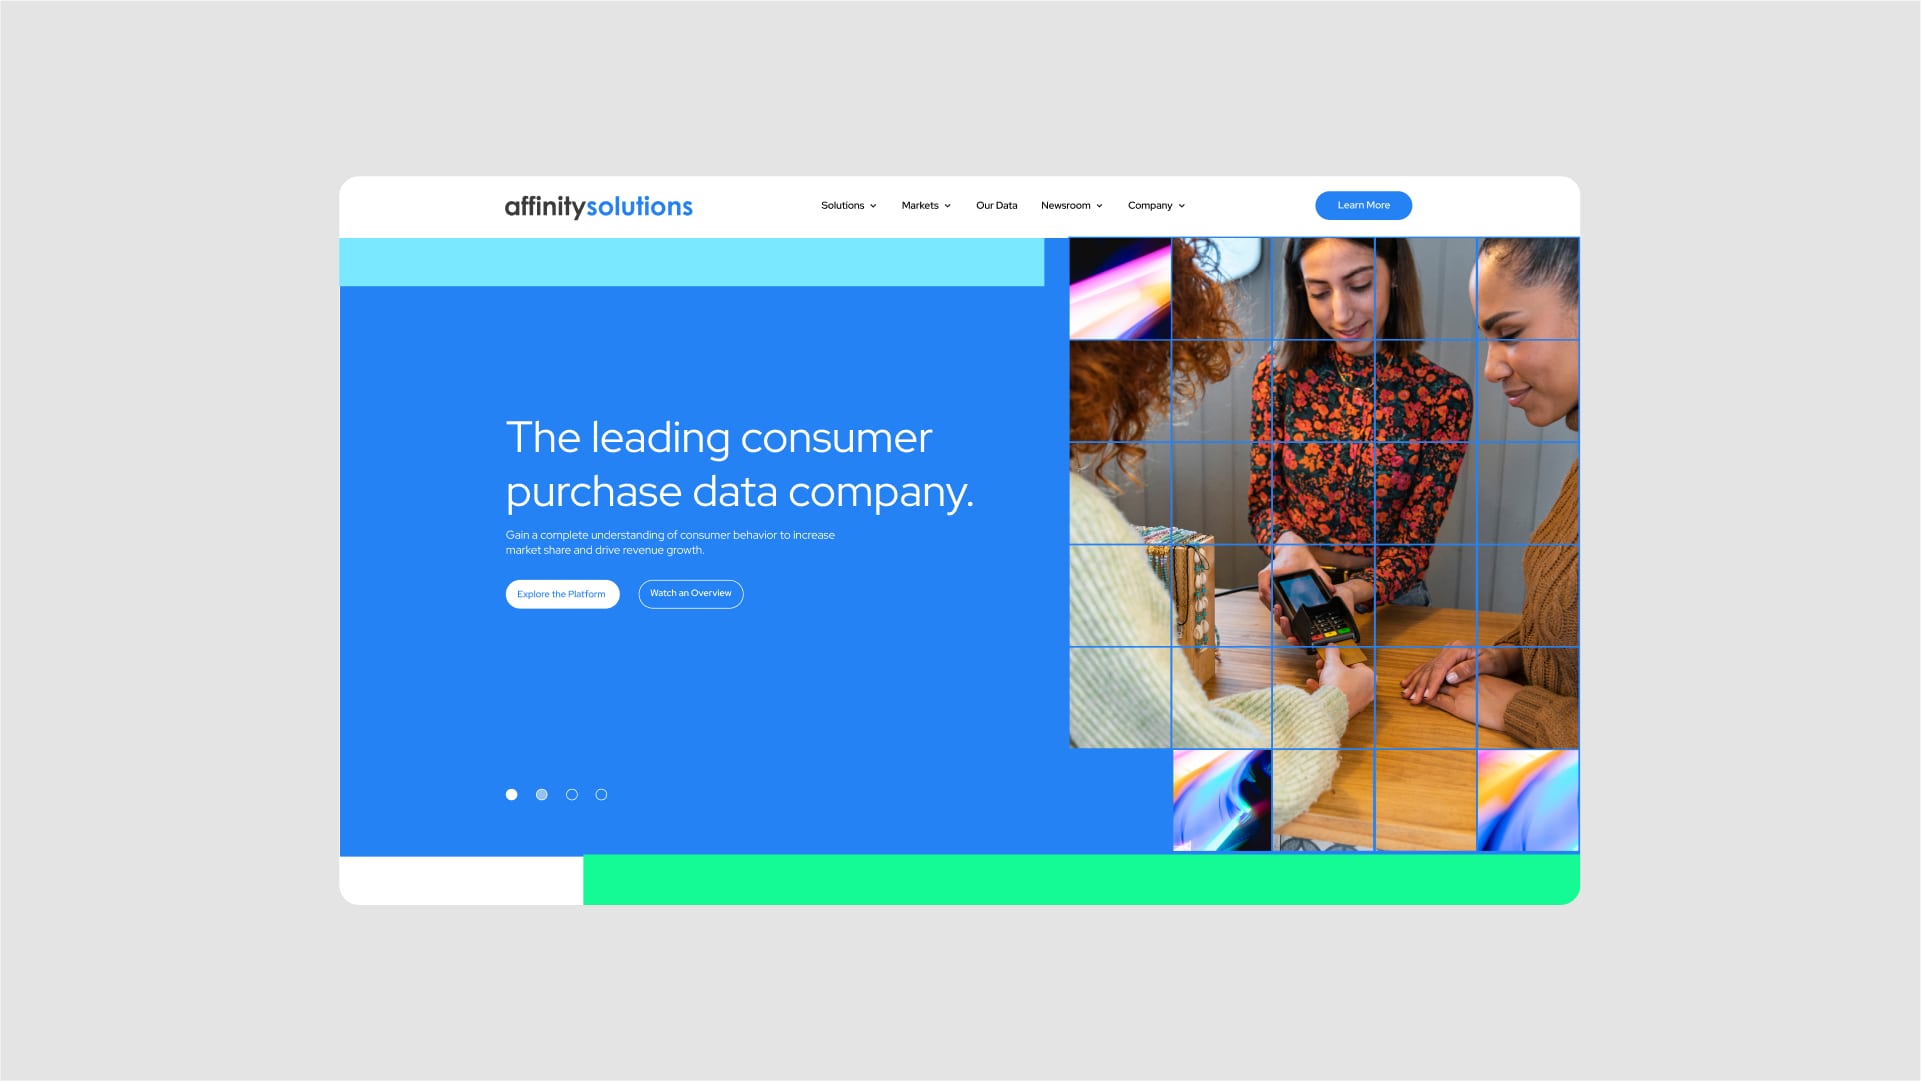 affinitysolutions
Solutions
Markets
Our Data
Newsroom
Company
Learn More
The leading consumer
purchase data company.
Gain a complete understanding of consumer behavior to increase
market share and drive revenue growth.
Explore the Platform
Watch an Overview